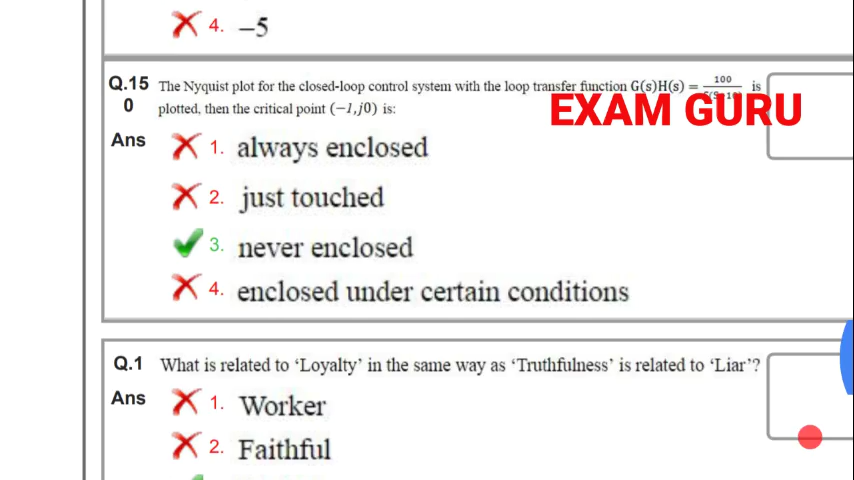 4. –5
Q.15 The Nyquist plot for the closed-loop control system with the loop transfer function G(s)H(s) = 100 is
0 plotted, then the critical point (−1,j0) is:
EXAM GURU
Ans 1. always enclosed
2. just touched
3. never enclosed
4. enclosed under certain conditions
Q.1 What is related to ‘Loyalty’ in the same way as ‘Truthfulness’ is related to ‘Liar’?
Ans 1. Worker
2. Faithful